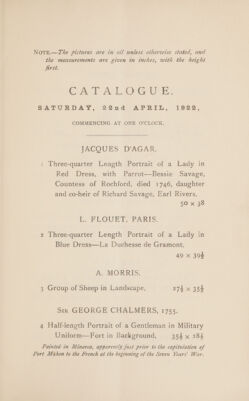 NOTE.—The pictures are in oil unless otherwise stated, and
the measurements are given in inches, with the height
first.
CATALOGUE.
SATURDAY, 22nd APRIL, 1922,
COMMENCING AT ONE O'CLOCK.
JACQUES D'AGAR.
1 Three-quarter Length Portrait of a Lady in
Red Dress, with Parrot—Bessie Savage,
Countess of Rochford, died 1746, daughter
and co-heir of Richard Savage, Earl Rivers.
50 × 38
L. FLOUET, PARIS.
2 Three-quarter Length Portrait of a Lady in
Blue Dress—La Duchesse de Gramont,
49 × 39½
A. MORRIS.
3 Group of Sheep in Landscape, 27½ × 35½
SIR GEORGE CHALMERS, 1755.
4 Half-length Portrait of a Gentleman in Military
Uniform—Fort in Background, 35½ × 28½
Painted in Minorca, apparently just prior to the capitulation of
Port Mahon to the French at the beginning of the Seven Years' War.